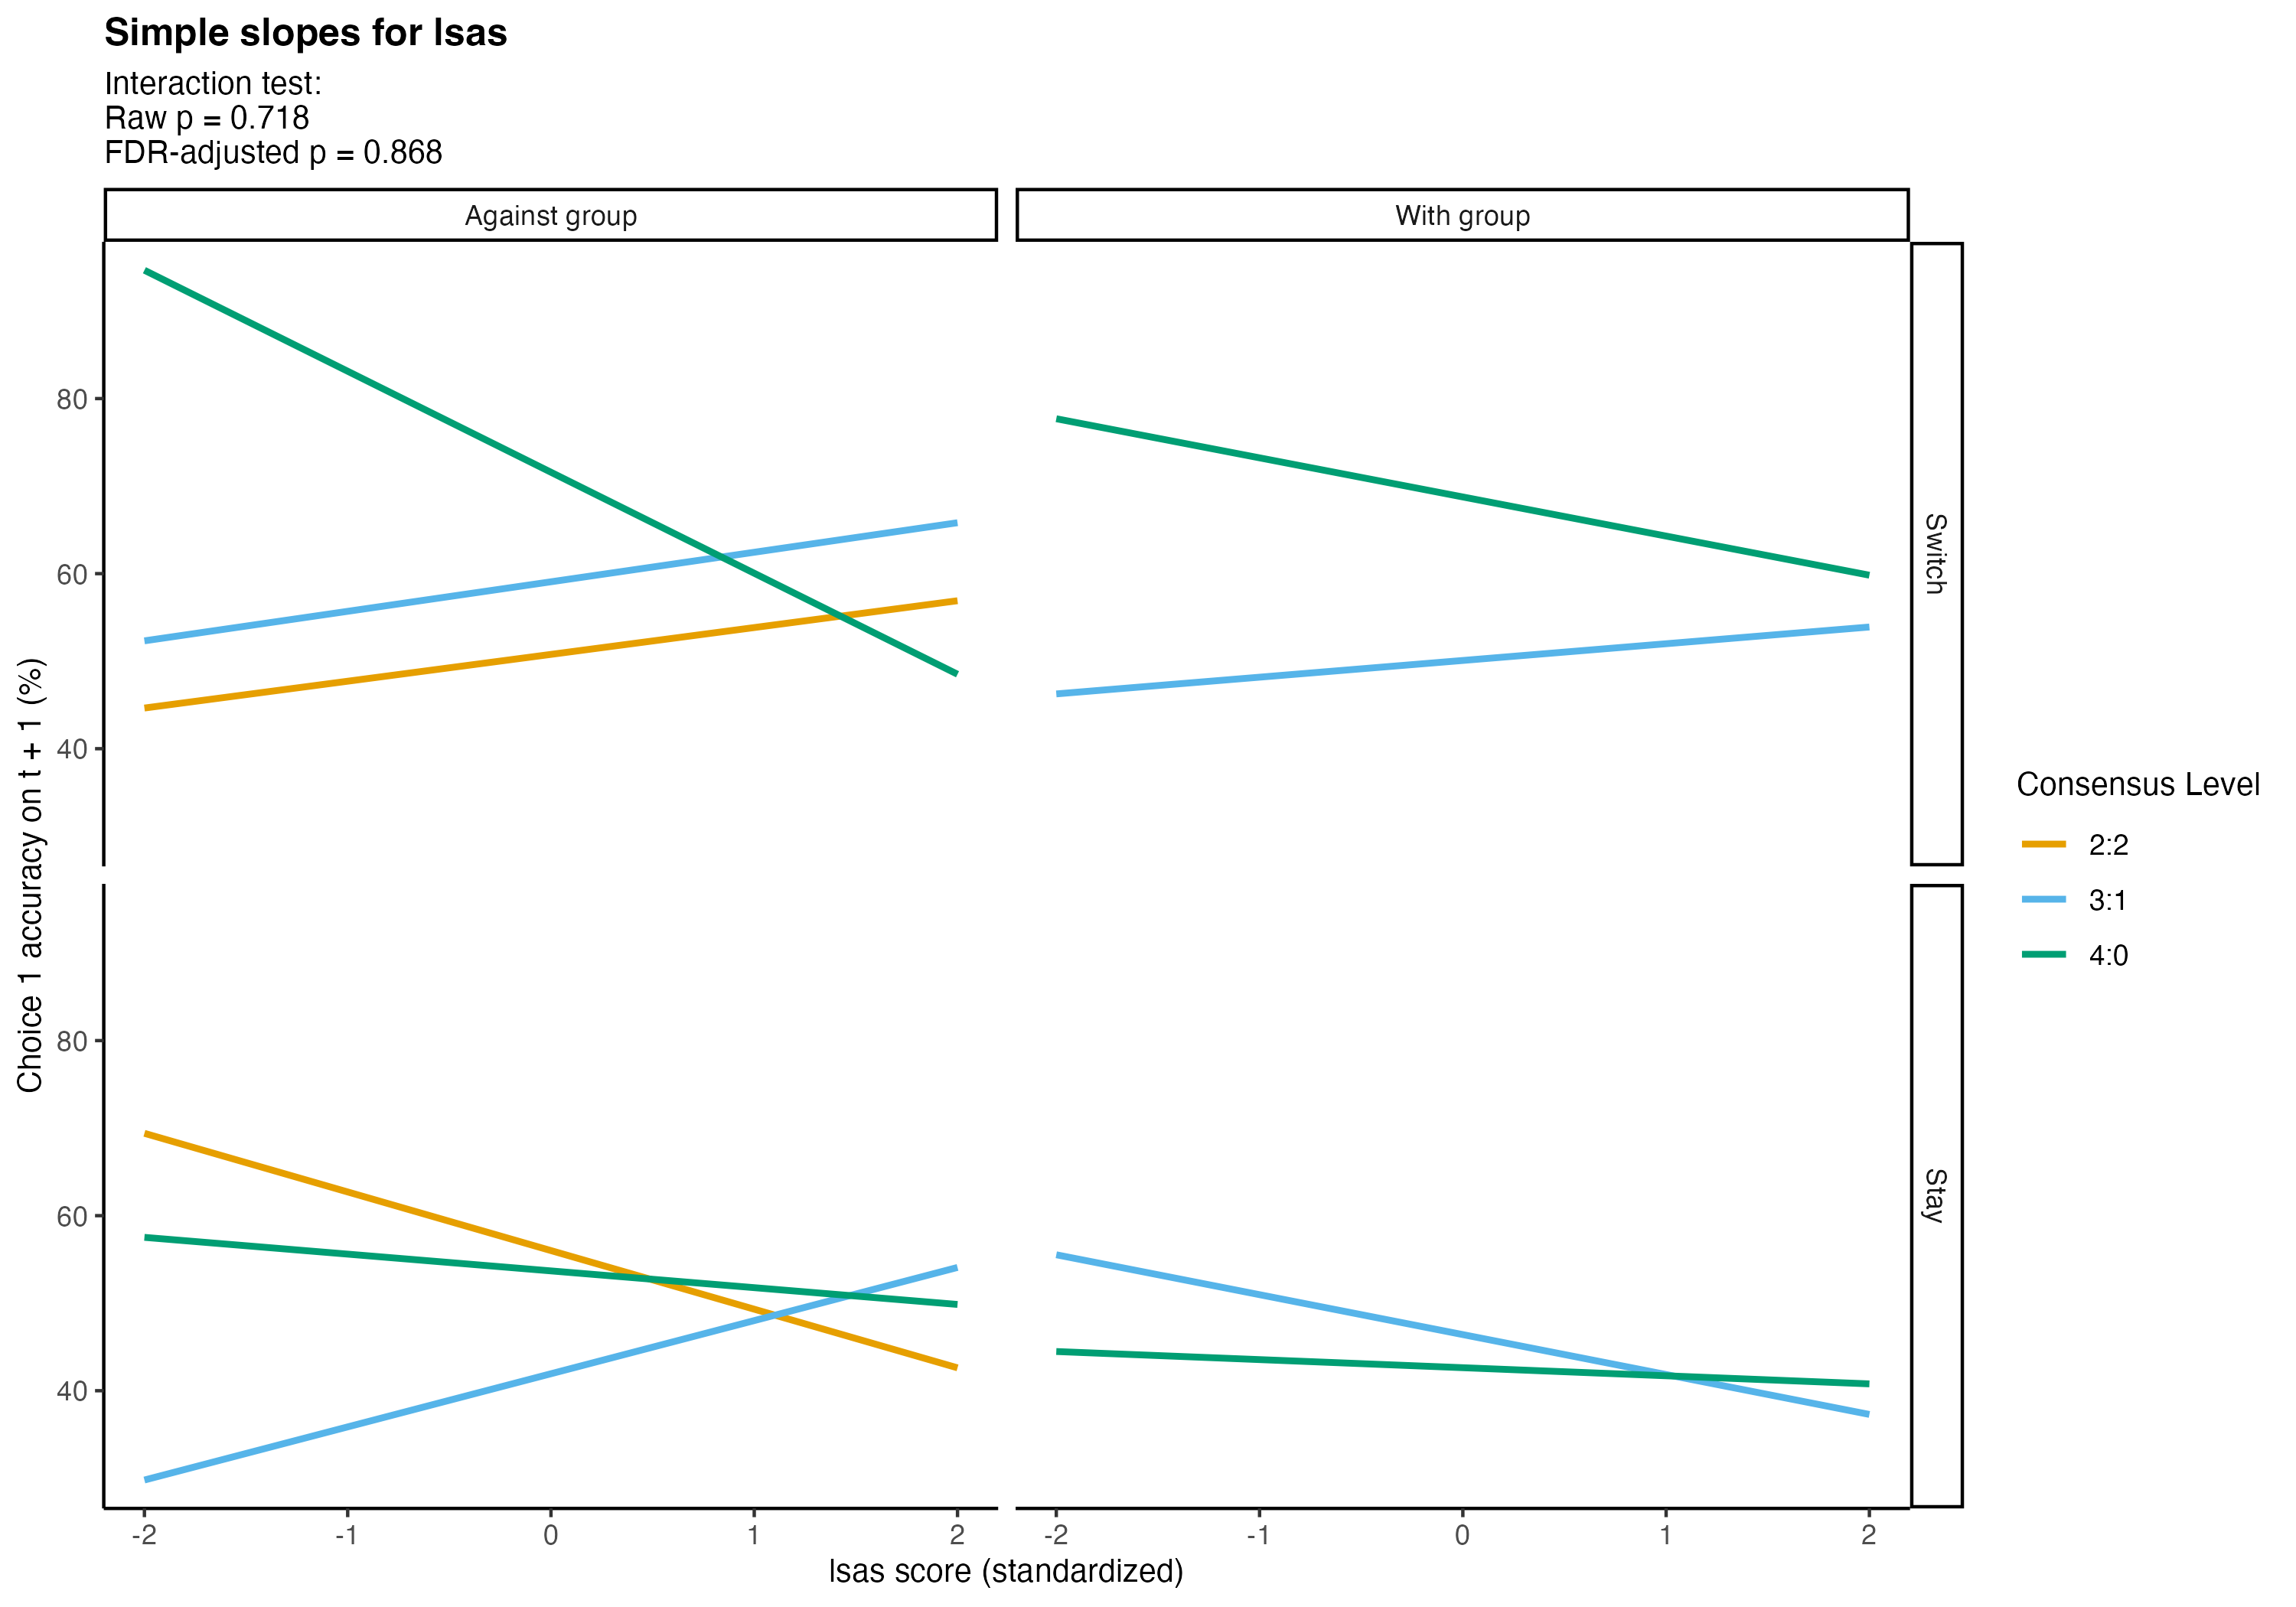 Simple slopes for lsas
Interaction test:
Raw p = 0.718
FDR-adjusted p = 0.868
Against group
With group
Switch
Stay
Choice 1 accuracy on t + 1 (%)
80
60
40
80
60
40
-2
-1
0
1
2
-2
-1
0
1
2
lsas score (standardized)
Consensus Level
2:2
3:1
4:0